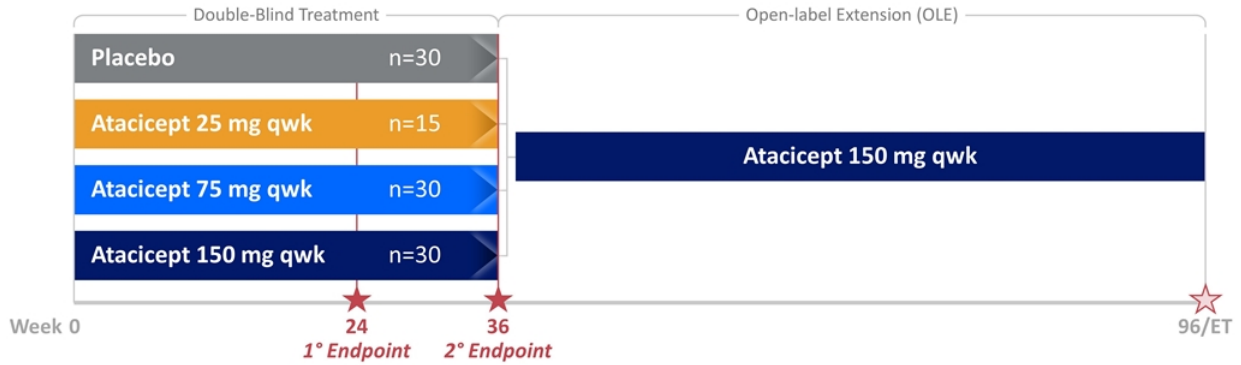 Double-Blind Treatment
Open-label Extension (OLE)
Placebo n=30
Atacicept 25 mg qwk n=15
Atacicept 75 mg qwk n=30
Atacicept 150 mg qwk n=30
Atacicept 150 mg qwk
Week 0
24
1° Endpoint
36
2° Endpoint
96/ET